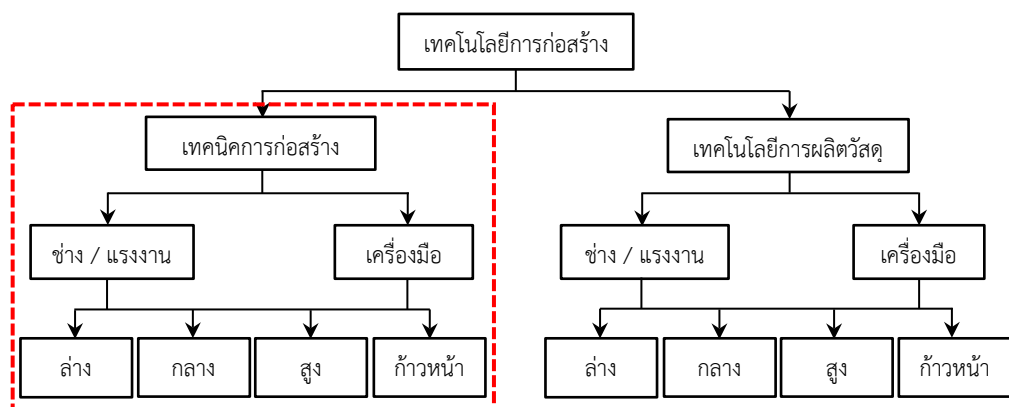 เทคโนโลยีการก่อสร้าง
เทคนิคการก่อสร้าง
เทคโนโลยีการผลิตวัสดุ
ช่าง / แรงงาน
เครื่องมือ
ช่าง / แรงงาน
เครื่องมือ
ล่าง
กลาง
สูง
ก้าวหน้า
ล่าง
กลาง
สูง
ก้าวหน้า